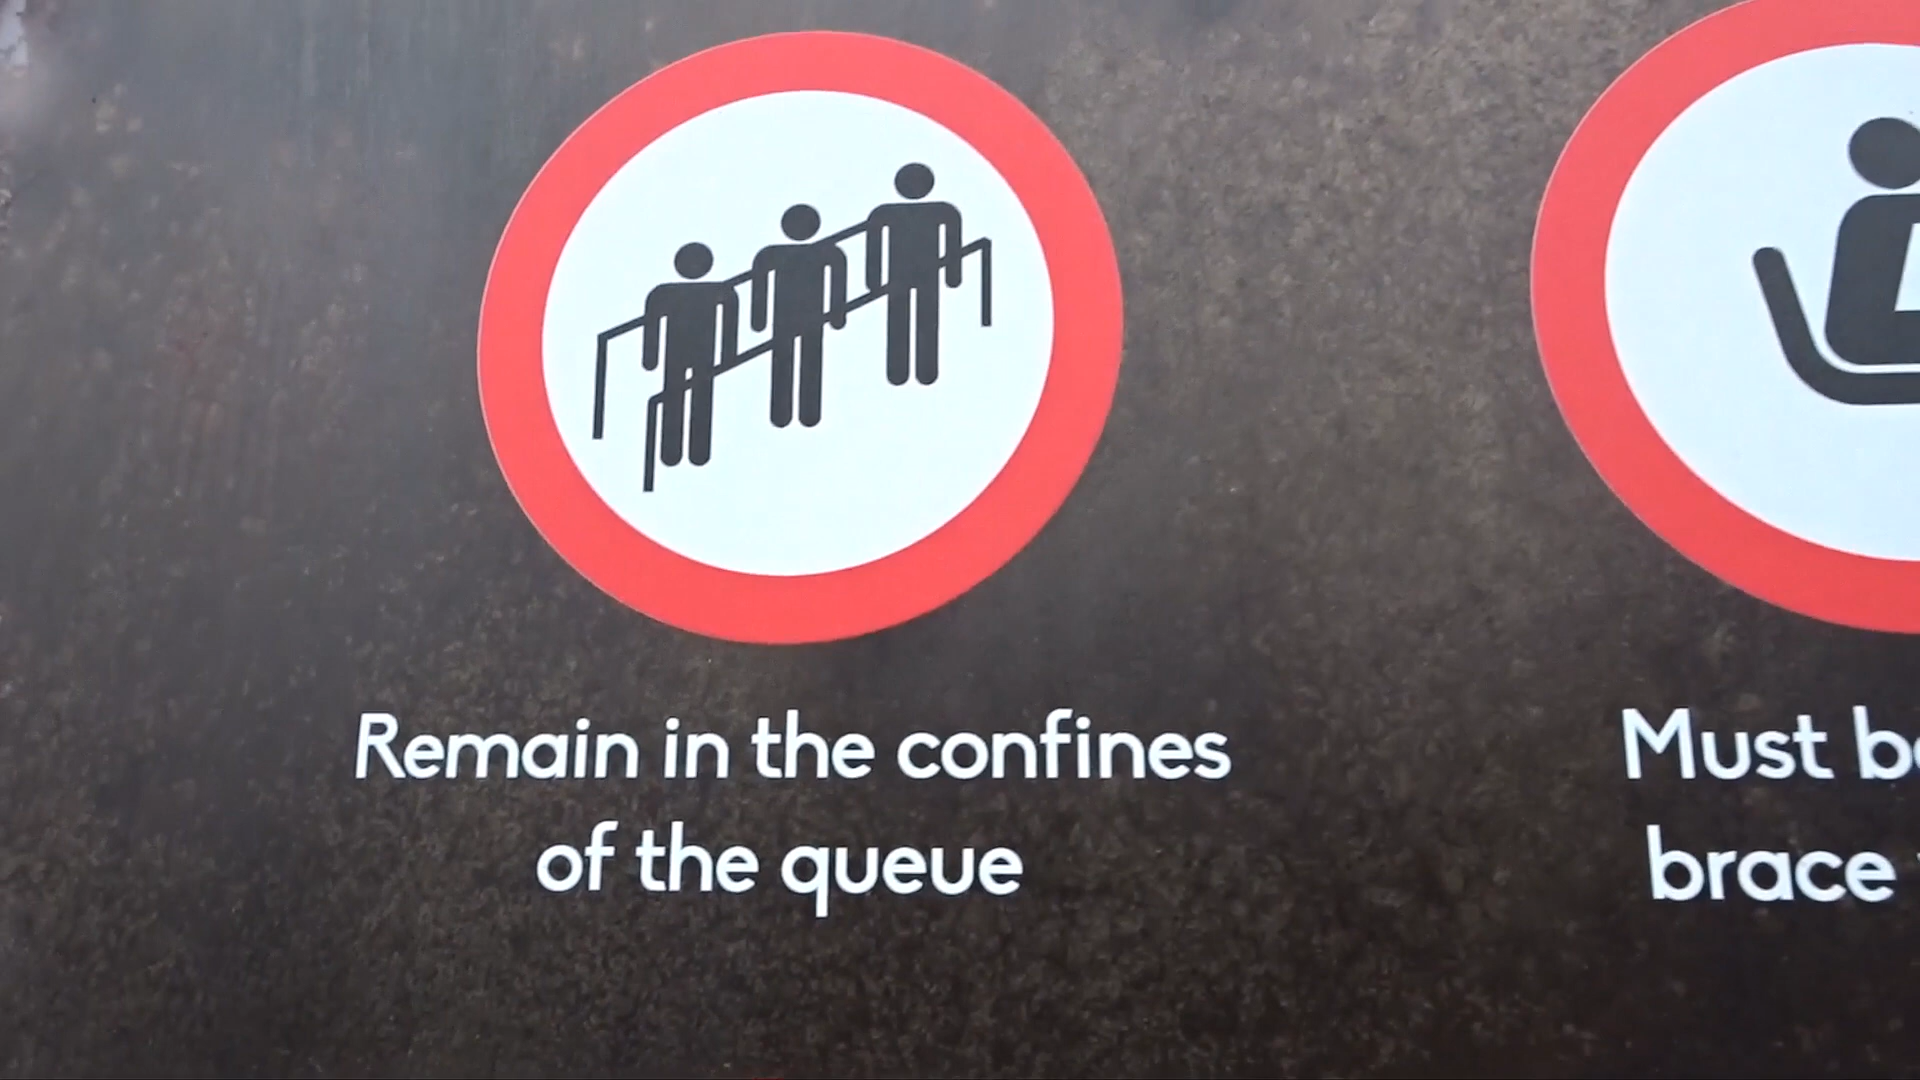 Remain in the confines
of the queue
Must
brace